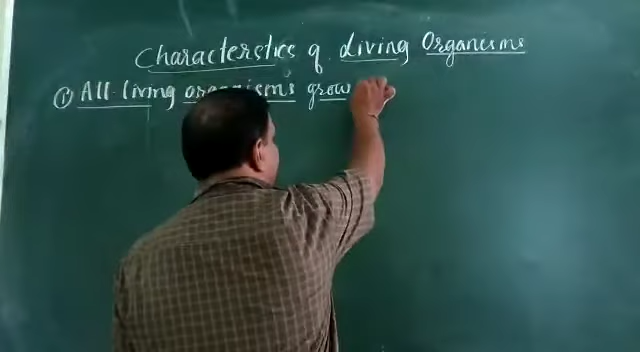 Characterstics of Living Organisms
① All living organisms grow